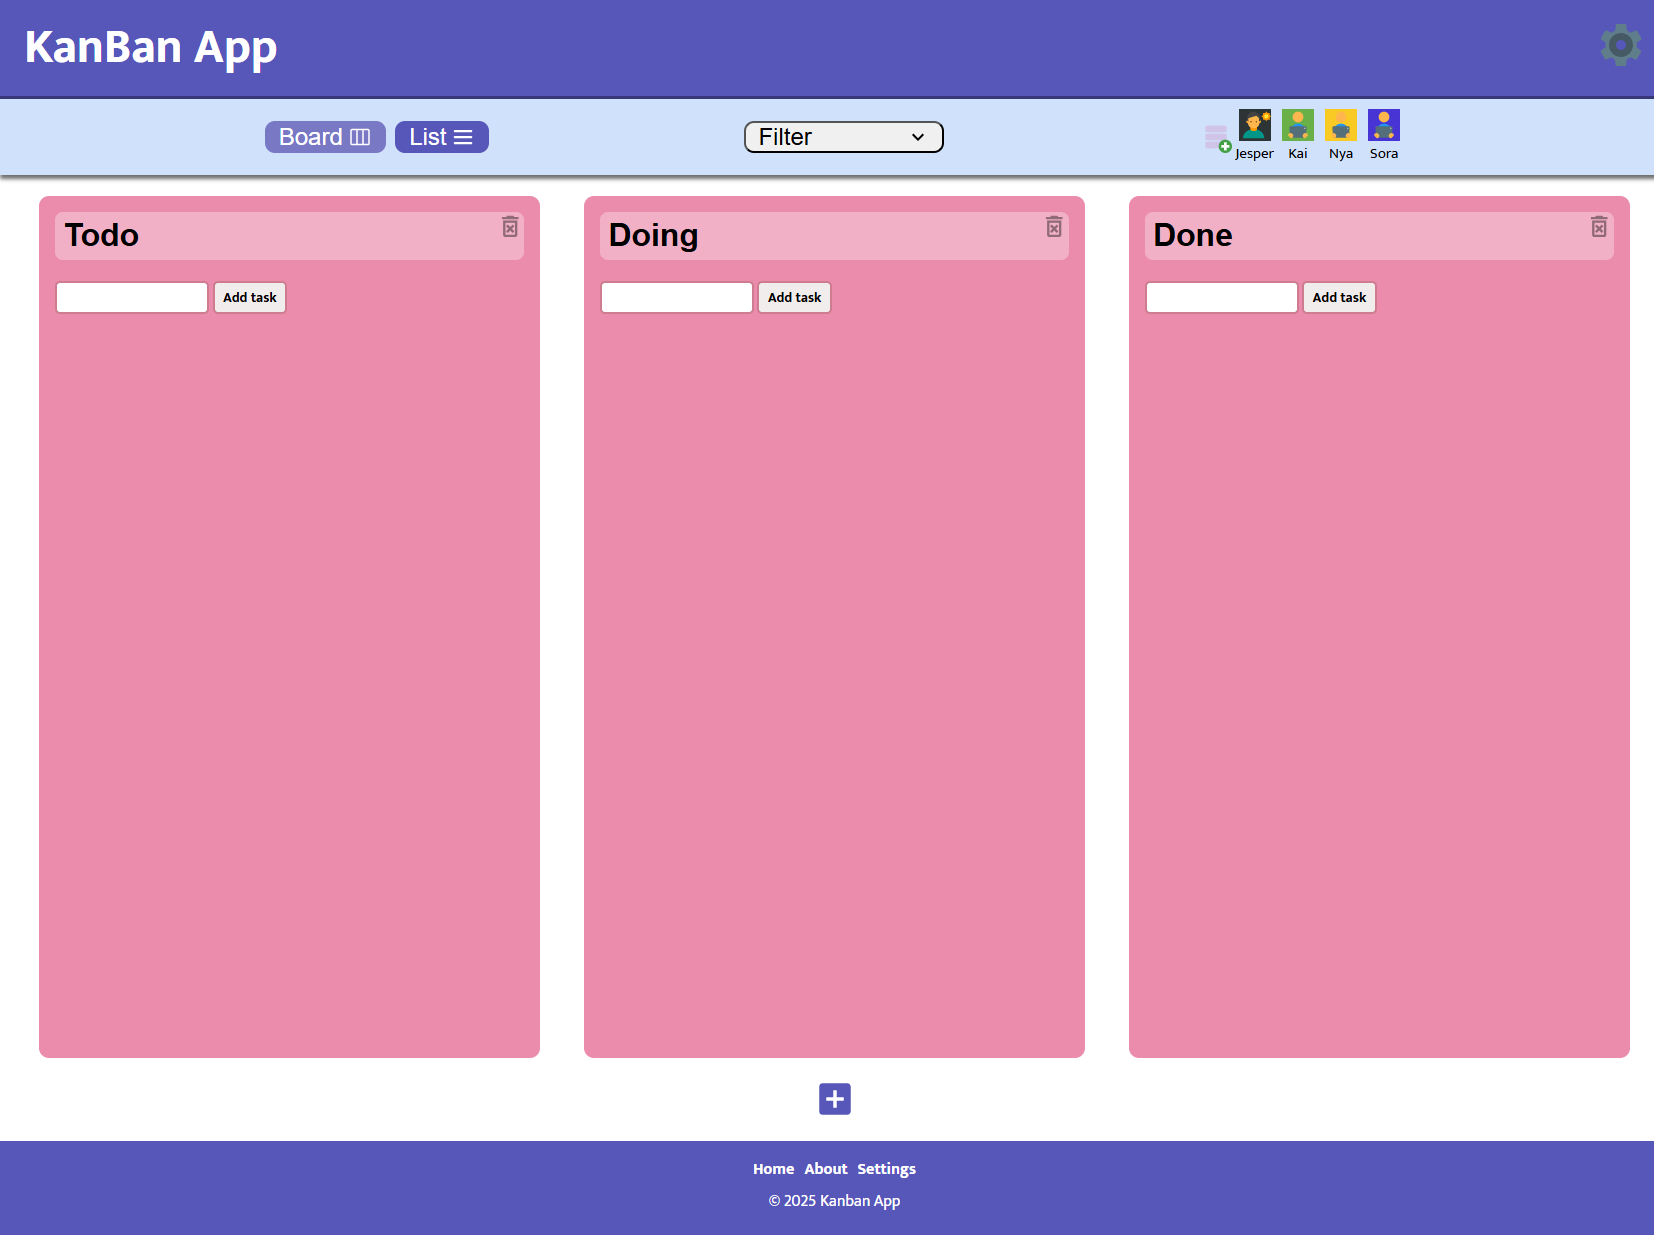 KanBan App
Board List Filter
Jesper Kai Nya Sora
Todo Doing Done
Add task Add task Add task
Home About Settings
© 2025 Kanban App